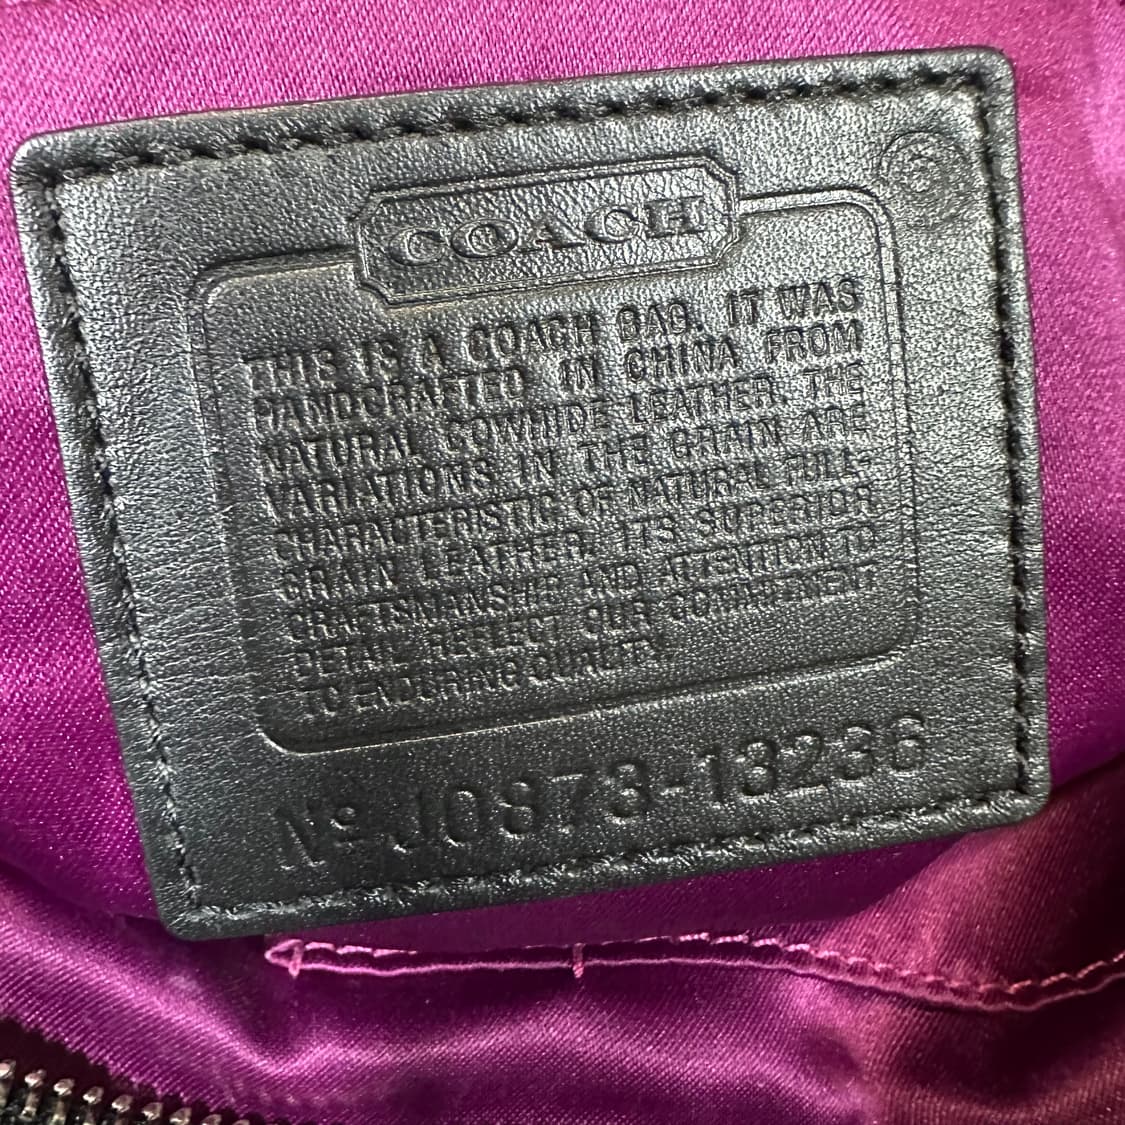 COACH
THIS IS A COACH BAG. IT WAS
HANDCRAFTED IN CHINA FROM
NATURAL COWHIDE LEATHER. THE
VARIATIONS IN THE GRAIN ARE
CHARACTERISTIC OF NATURAL FULL-
GRAIN LEATHER. ITS SUPERIOR
CRAFTSMANSHIP AND ATTENTION TO
DETAIL REFLECT OUR COMMITMENT
TO ENDURING QUALITY.
Nº J0873-13236